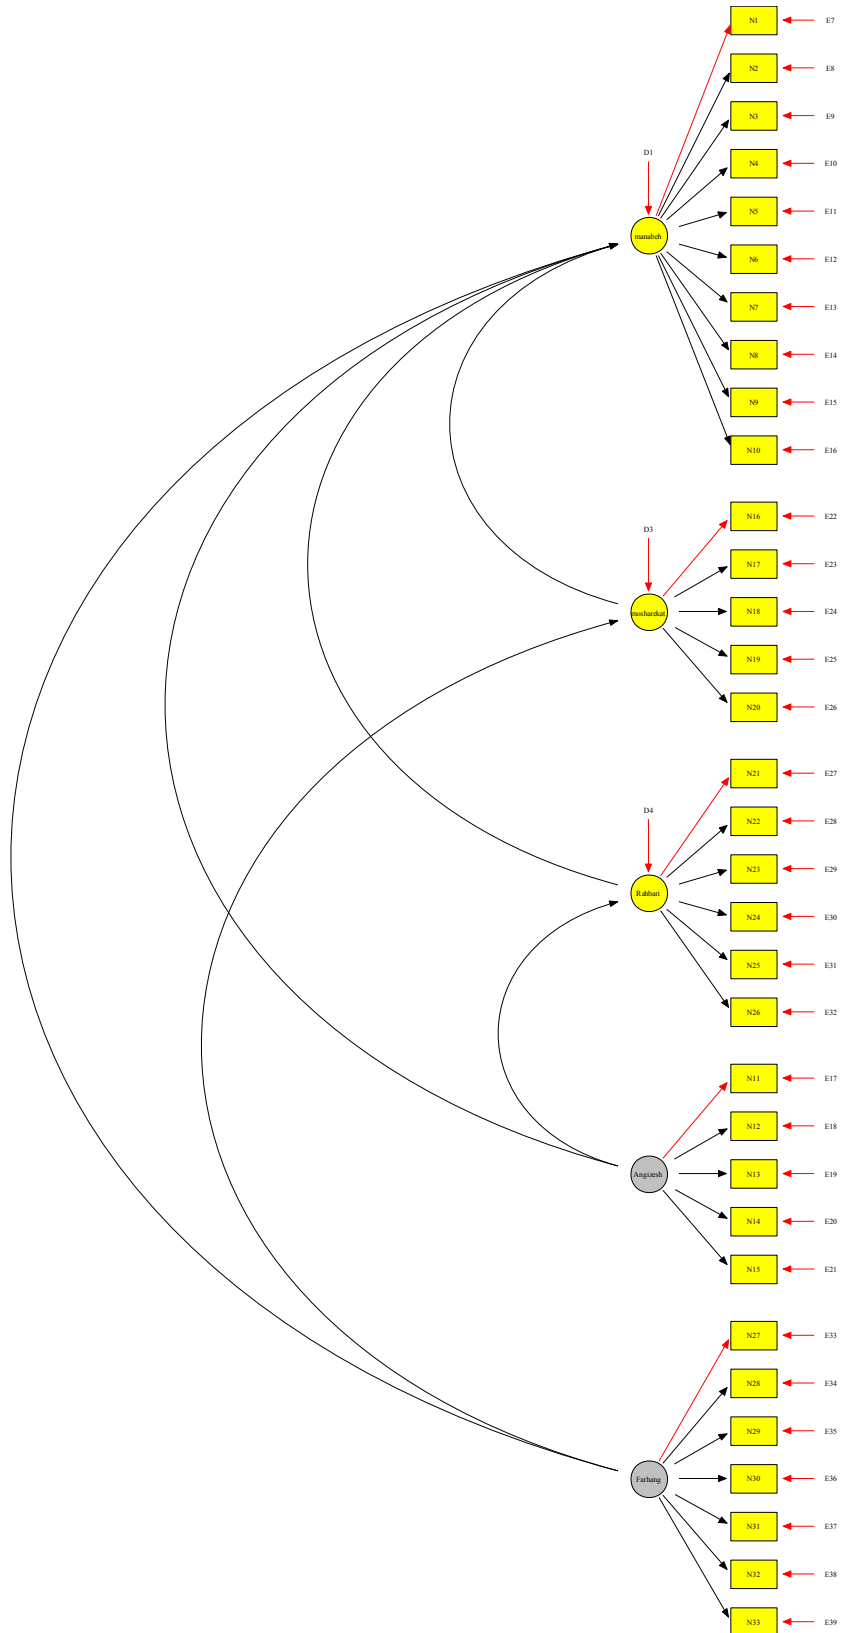 N1 E7
N2 E8
N3 E9
D1
N4 E10
N5 E11
manabeh
N6 E12
N7 E13
N8 E14
N9 E15
N10 E16
N16 E22
D3
N17 E23
mosharekat
N18 E24
N19 E25
N20 E26
N21 E27
D4
N22 E28
N23 E29
Rahbari
N24 E30
N25 E31
N26 E32
N11 E17
N12 E18
Angizesh
N13 E19
N14 E20
N15 E21
N27 E33
N28 E34
N29 E35
Farhang
N30 E36
N31 E37
N32 E38
N33 E39